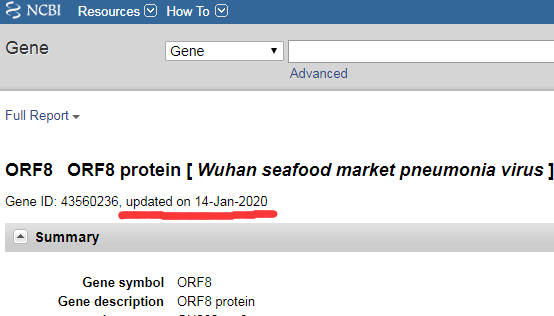 NCBI Resources How To
Gene Gene
Advanced
Full Report
ORF8 ORF8 protein [ Wuhan seafood market pneumonia virus ]
Gene ID: 43560236, updated on 14-Jan-2020
Summary
Gene symbol ORF8
Gene description ORF8 protein